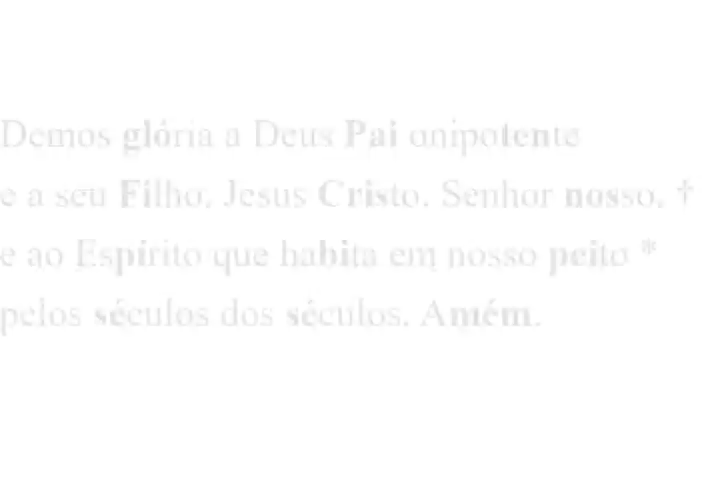 Demos glória a Deus Pai onipotente
e a seu Filho, Jesus Cristo, Senhor nosso, †
e ao Espírito que habita em nosso peito *
pelos séculos dos séculos. Amém.